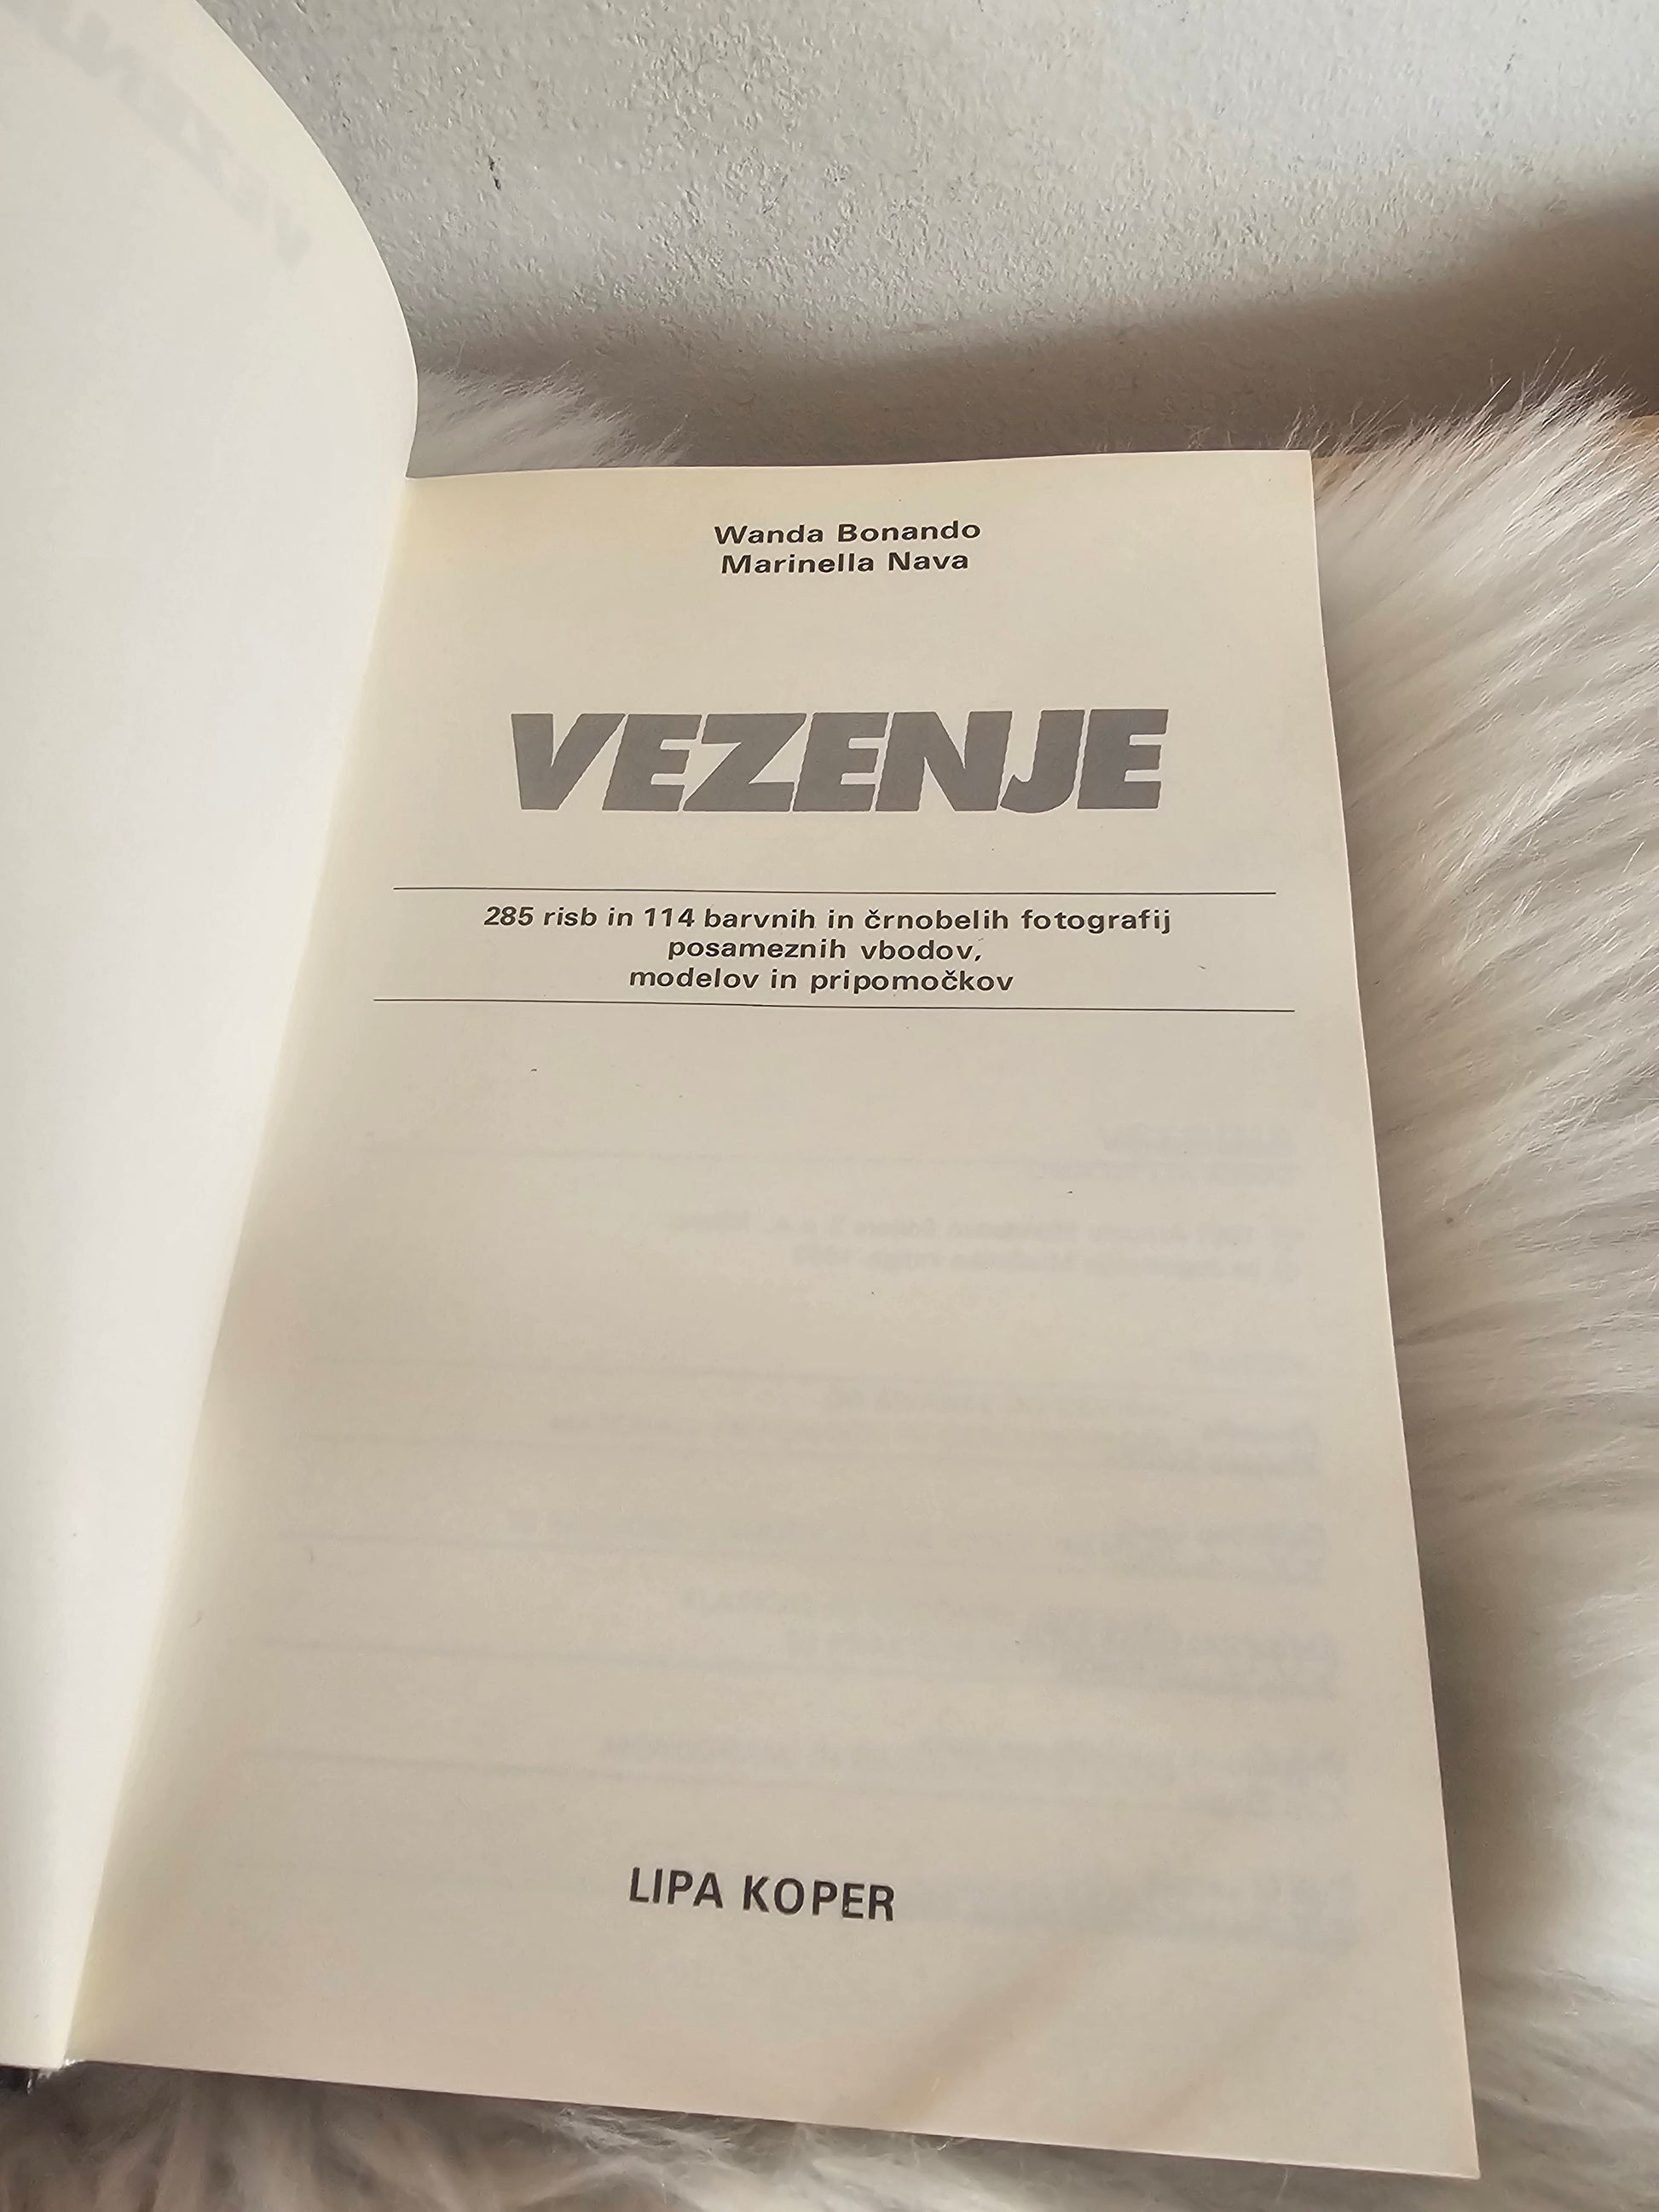 Wanda Bonando
Marinella Nava
VEZENJE
285 risb in 114 barvnih in črnobelih fotografij
posameznih vbodov,
modelov in pripomočkov
LIPA KOPER